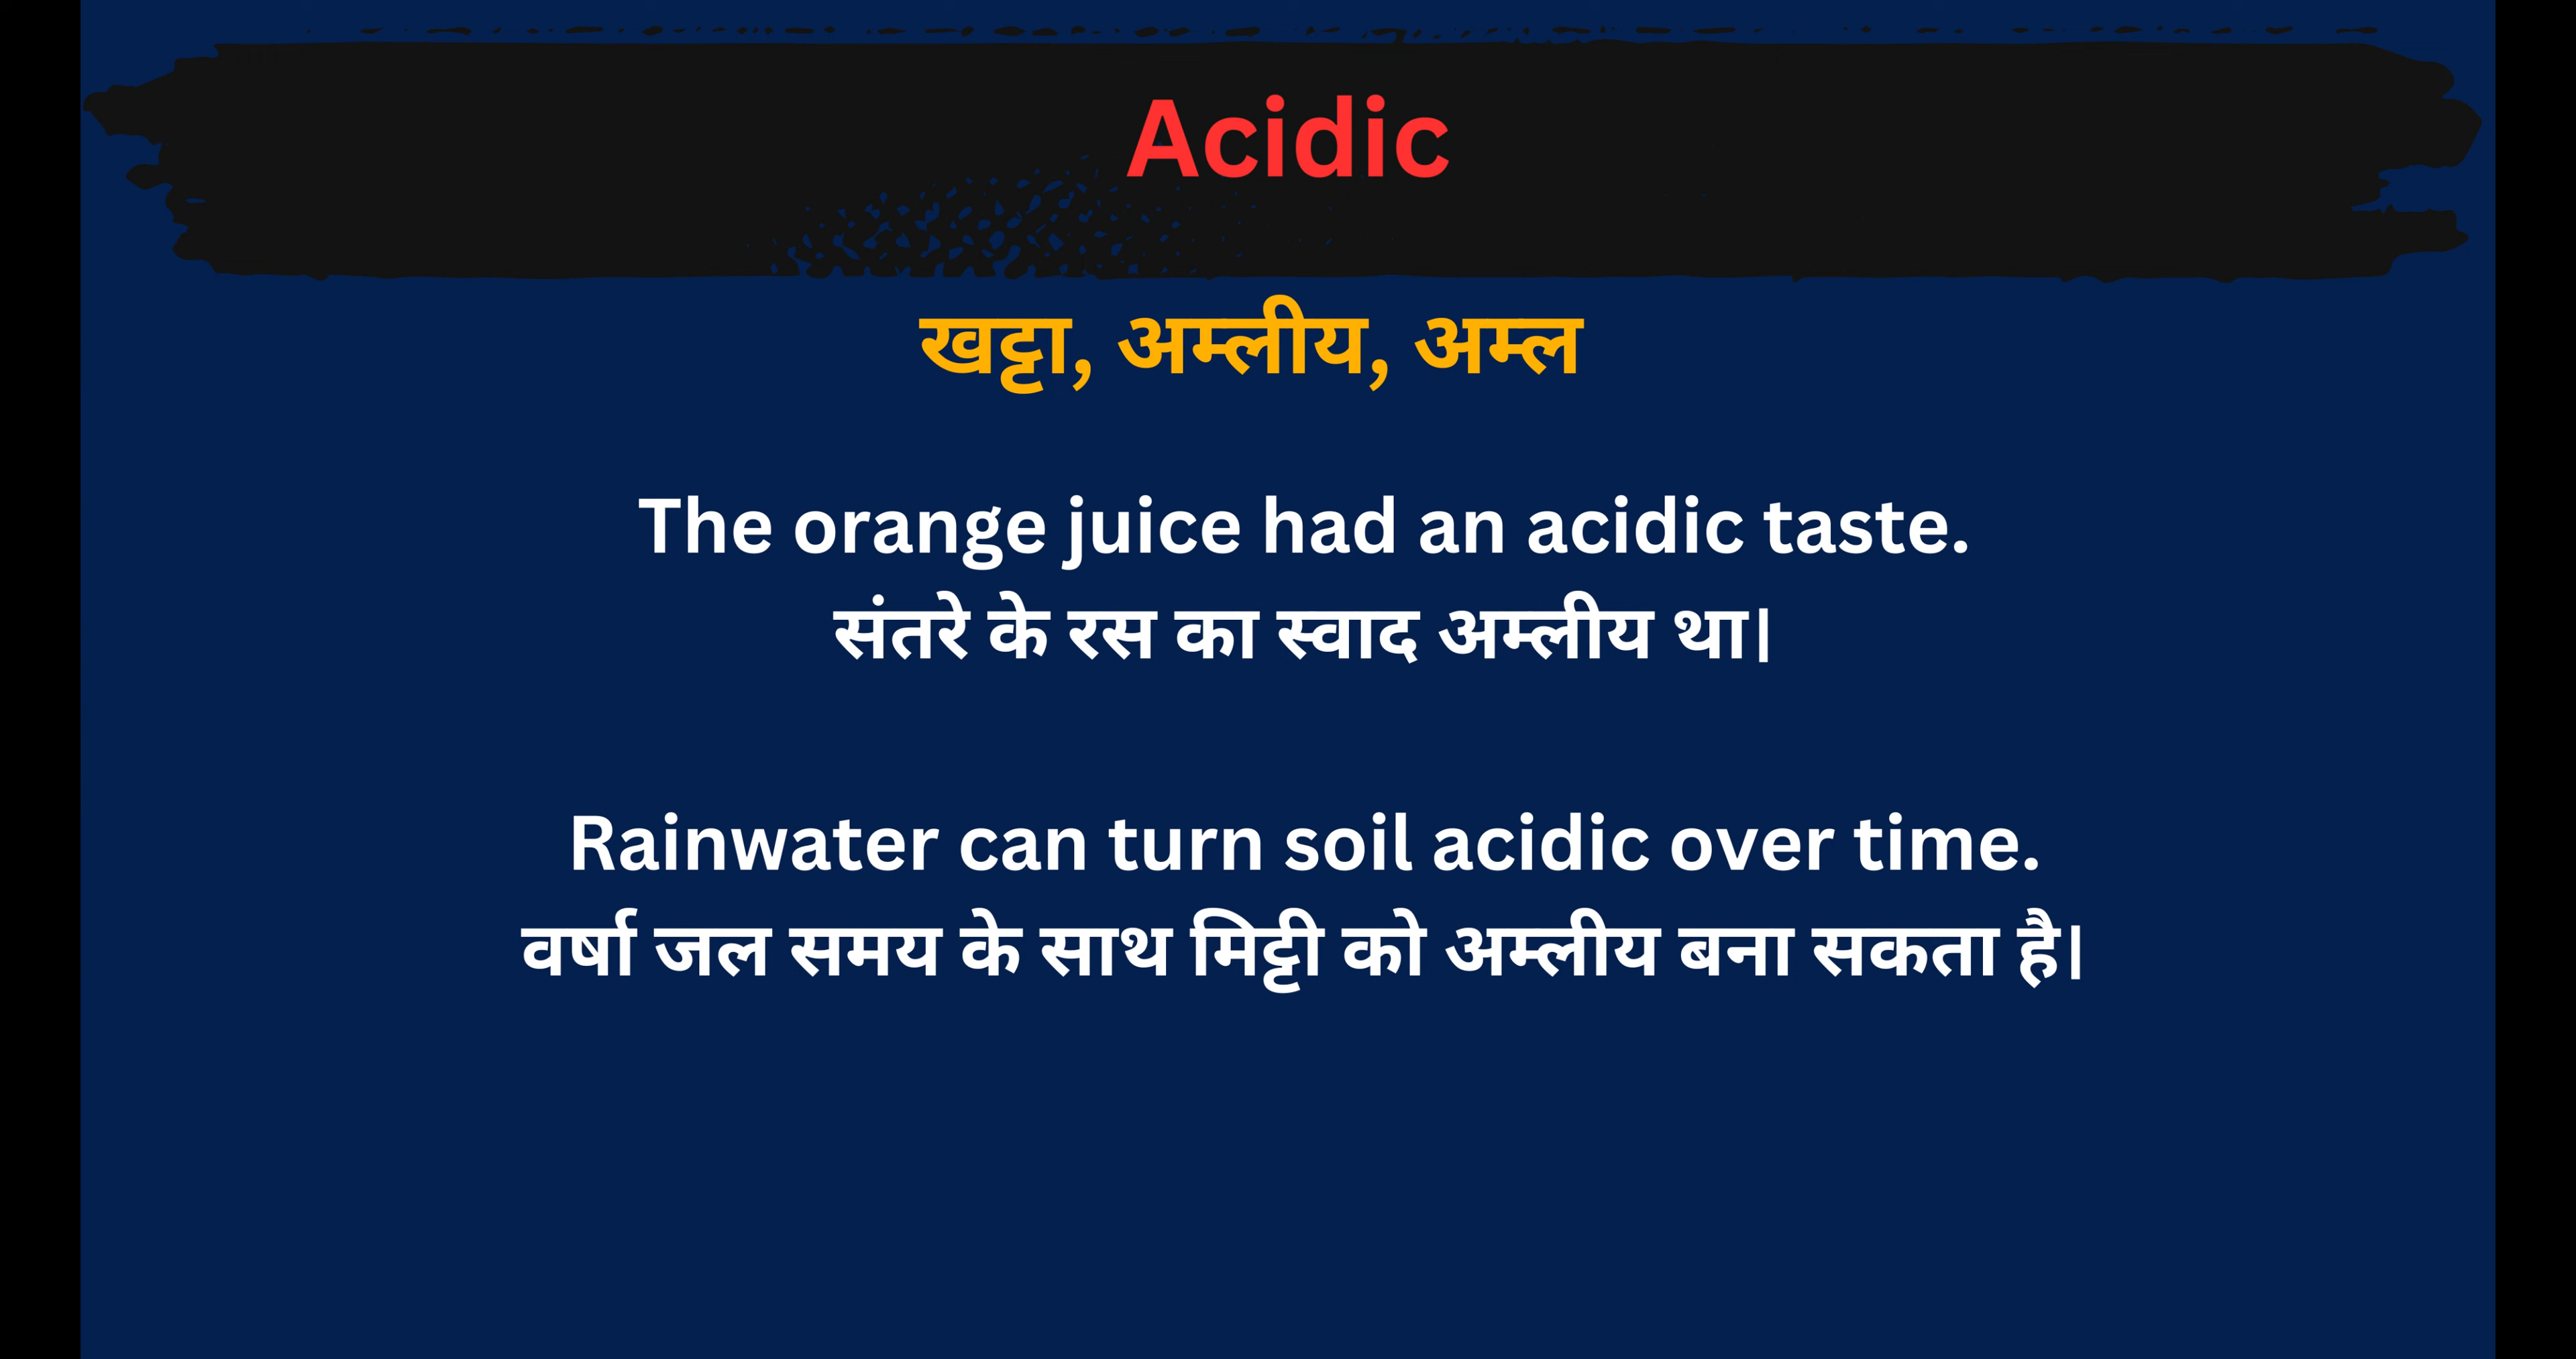 Acidic
खट्टा, अम्लीय, अम्ल
The orange juice had an acidic taste.
संतरे के रस का स्वाद अम्लीय था।
Rainwater can turn soil acidic over time.
वर्षा जल समय के साथ मिट्टी को अम्लीय बना सकता है।